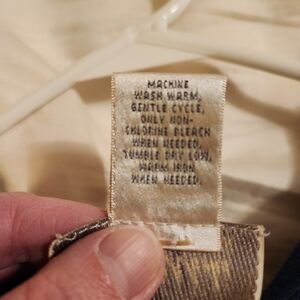 MACHINE
WASH WARM,
GENTLE CYCLE,
ONLY NON-
CHLORINE BLEACH
WHEN NEEDED,
TUMBLE DRY LOW,
WARM IRON
WHEN NEEDED.